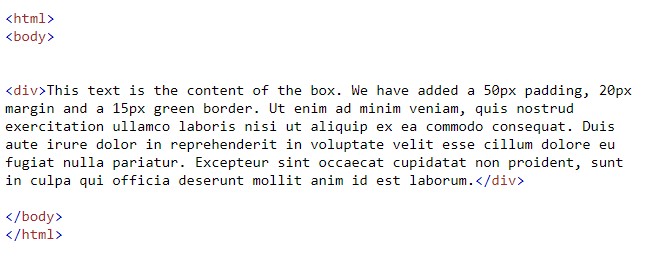 <html>
<body>
<div>This text is the content of the box. We have added a 50px padding, 20px
margin and a 15px green border. Ut enim ad minim veniam, quis nostrud
exercitation ullamco laboris nisi ut aliquip ex ea commodo consequat. Duis
aute irure dolor in reprehenderit in voluptate velit esse cillum dolore eu
fugiat nulla pariatur. Excepteur sint occaecat cupidatat non proident, sunt
in culpa qui officia deserunt mollit anim id est laborum.</div>
</body>
</html>